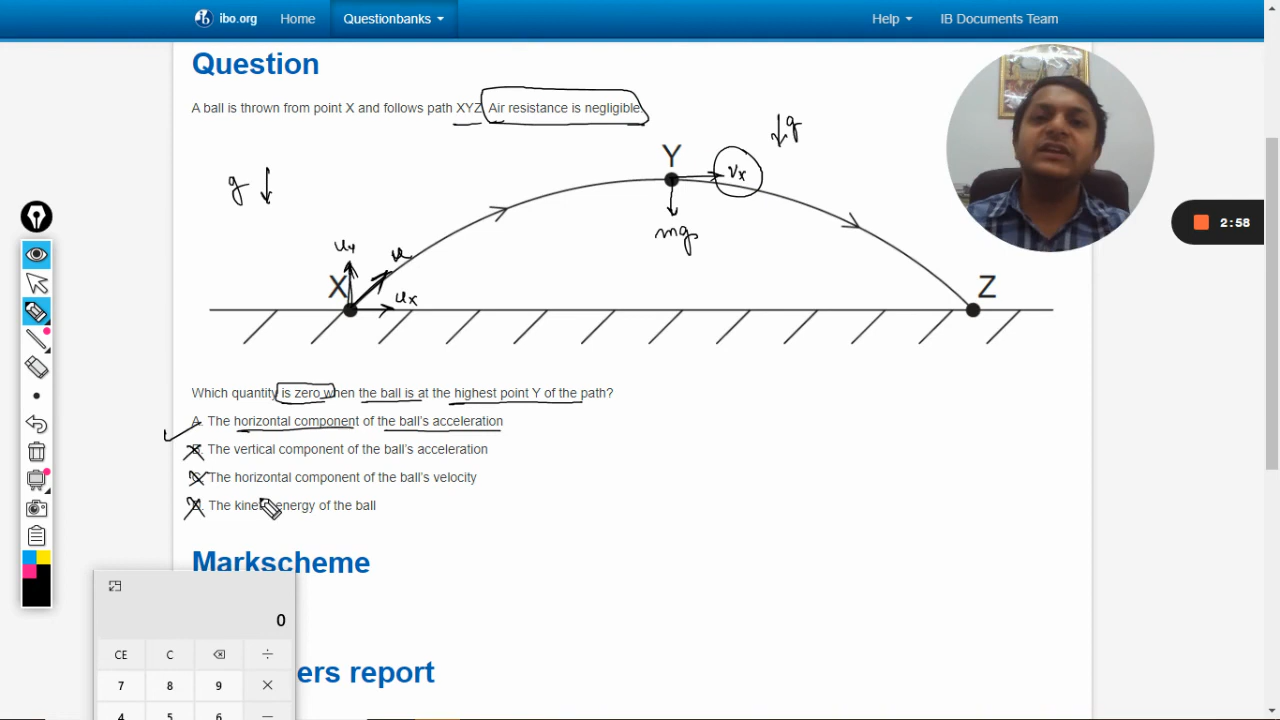 ibo.org Home Questionbanks Help IB Documents Team
Question
A ball is thrown from point X and follows path XYZ. Air resistance is negligible.
↓g
Y
vx
g ↓
mg
uy
u
X
ux
Z
2:58
Which quantity is zero when the ball is at the highest point Y of the path?
A. The horizontal component of the ball's acceleration
B. The vertical component of the ball's acceleration
C. The horizontal component of the ball's velocity
D. The kinetic energy of the ball
Markscheme
0
CE C ⌫ ÷
ers report
7 8 9 ×
4 5 6 −